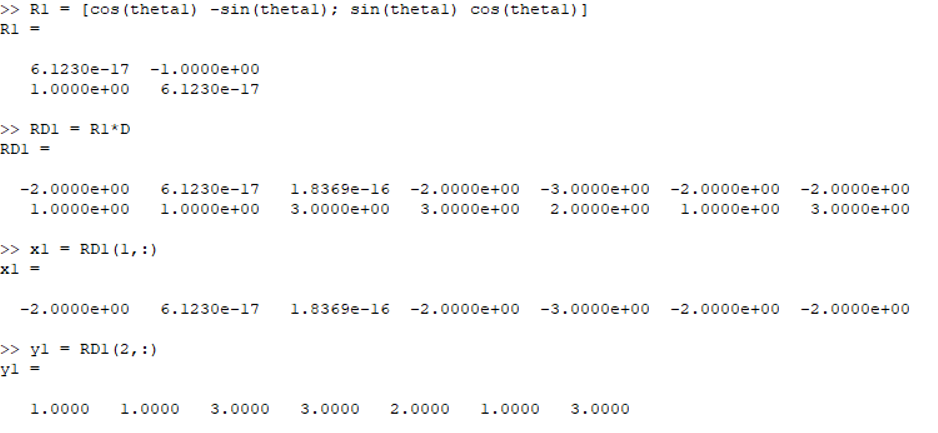 >> R1 = [cos(theta1) -sin(theta1); sin(theta1) cos(theta1)]
R1 =
6.1230e-17 -1.0000e+00
1.0000e+00 6.1230e-17
>> RD1 = R1*D
RD1 =
-2.0000e+00 6.1230e-17 1.8369e-16 -2.0000e+00 -3.0000e+00 -2.0000e+00 -2.0000e+00
1.0000e+00 1.0000e+00 3.0000e+00 3.0000e+00 2.0000e+00 1.0000e+00 3.0000e+00
>> x1 = RD1(1,:)
x1 =
-2.0000e+00 6.1230e-17 1.8369e-16 -2.0000e+00 -3.0000e+00 -2.0000e+00 -2.0000e+00
>> y1 = RD1(2,:)
y1 =
1.0000 1.0000 3.0000 3.0000 2.0000 1.0000 3.0000